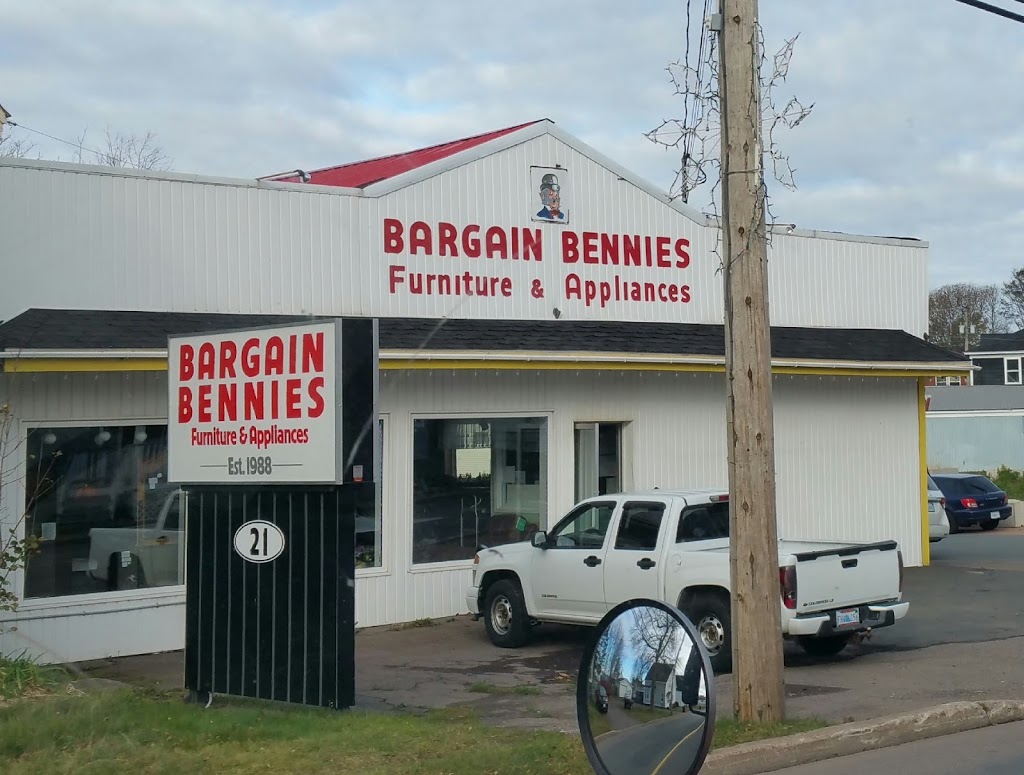 BARGAIN BENNIES
Furniture & Appliances
BARGAIN
BENNIES
Furniture & Appliances
Est. 1988
21